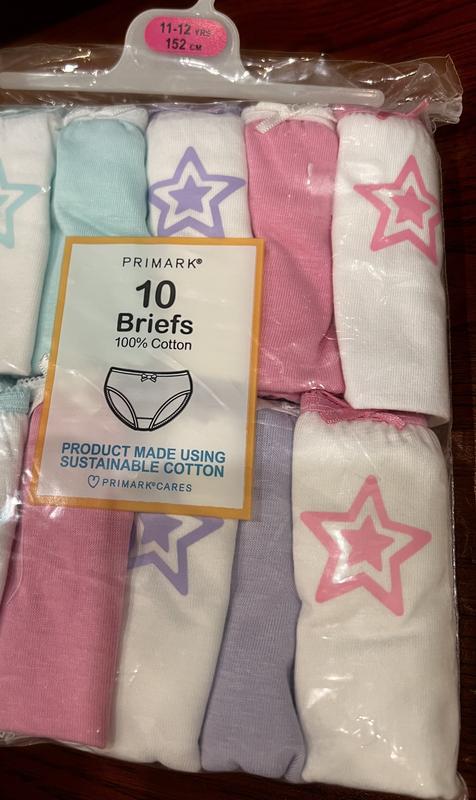 11-12 YRS
152 CM
PRIMARK®
10
Briefs
100% Cotton
PRODUCT MADE USING
SUSTAINABLE COTTON
PRIMARK®CARES